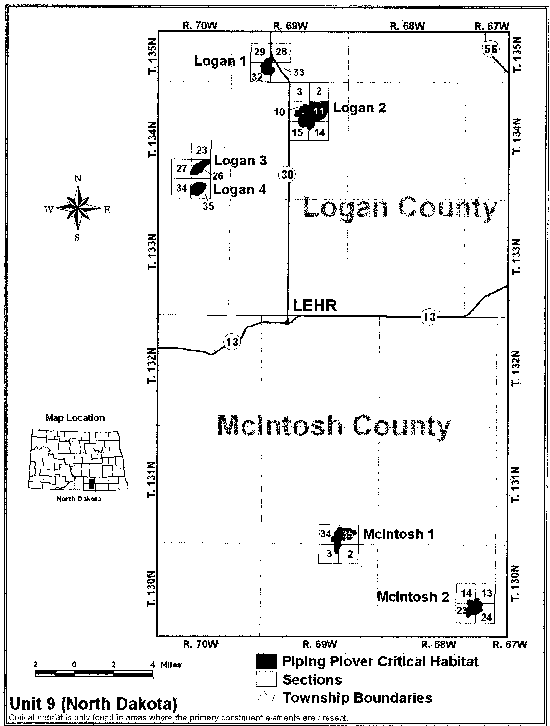 R. 70W R. 69W R. 68W R. 67W
T. 135N
T. 134N
T. 133N
T. 132N
T. 131N
T. 130N
T. 135N
T. 134N
T. 133N
T. 132N
T. 131N
T. 130N
56
Logan 1
29 28
32 33
3 2
10 11
15 14
Logan 2
23
27 26
34 35
Logan 3
Logan 4
30
N
W E
S
Logan County
LEHR
13
13
McIntosh County
Map Location
North Dakota
34
3 2
McIntosh 1
McIntosh 2
14 13
23 24
R. 70W R. 69W R. 68W R. 67W
2 0 2 4 Miles
Piping Plover Critical Habitat
Sections
Township Boundaries
Unit 9 (North Dakota)
Critical habitat is only found in areas where the primary constituent elements are present.